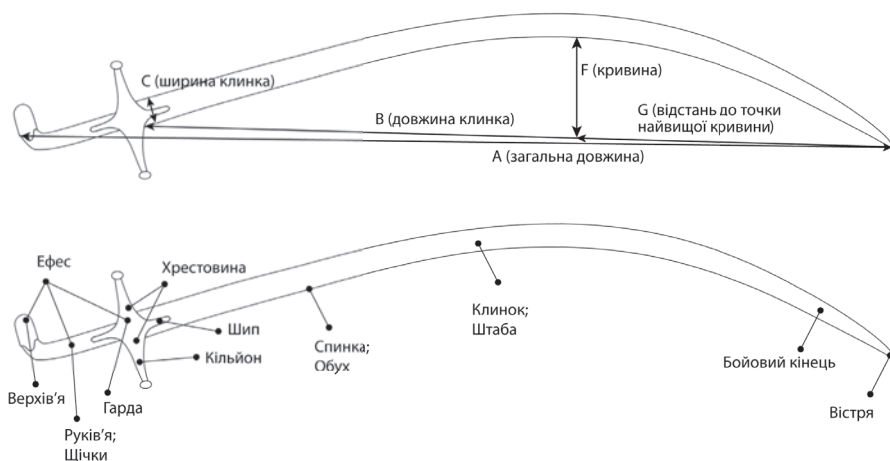 C (ширина клинка)
F (кривина)
B (довжина клинка)
G (відстань до точки
найвищої кривини)
A (загальна довжина)
Ефес
Хрестовина
Клинок;
Штаба
Шип
Спинка;
Обух
Кільйон
Бойовий кінець
Верхів’я
Гарда
Вістря
Руків’я;
Щічки